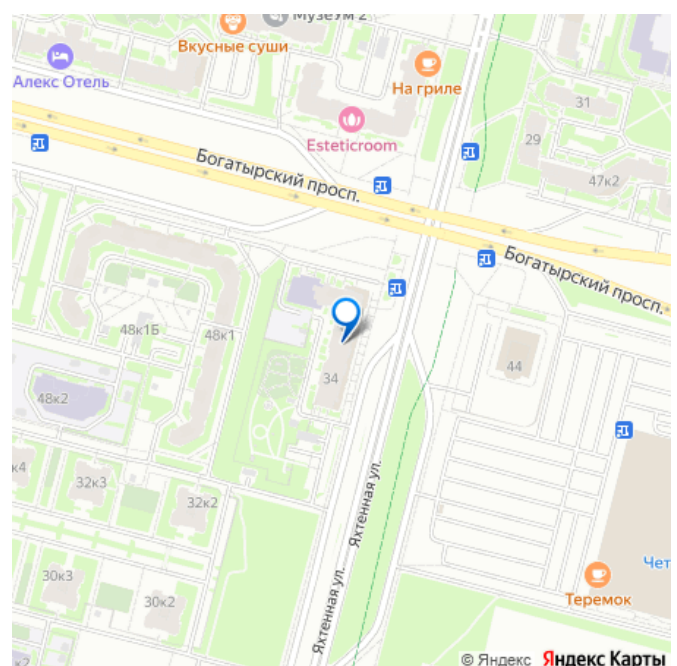 МузеУм 2
Вкусные суши
Алекс Отель
На гриле
31
Esteticroom
29
Богатырский просп.
47к2
Богатырский просп.
48к1Б
48к1
44
34
48к2
к4
32к3
32к2
Яхтенная ул.
Чет
30к3
30к2
Теремок
Яхтенная ул.
к2
© Яндекс Яндекс Карты